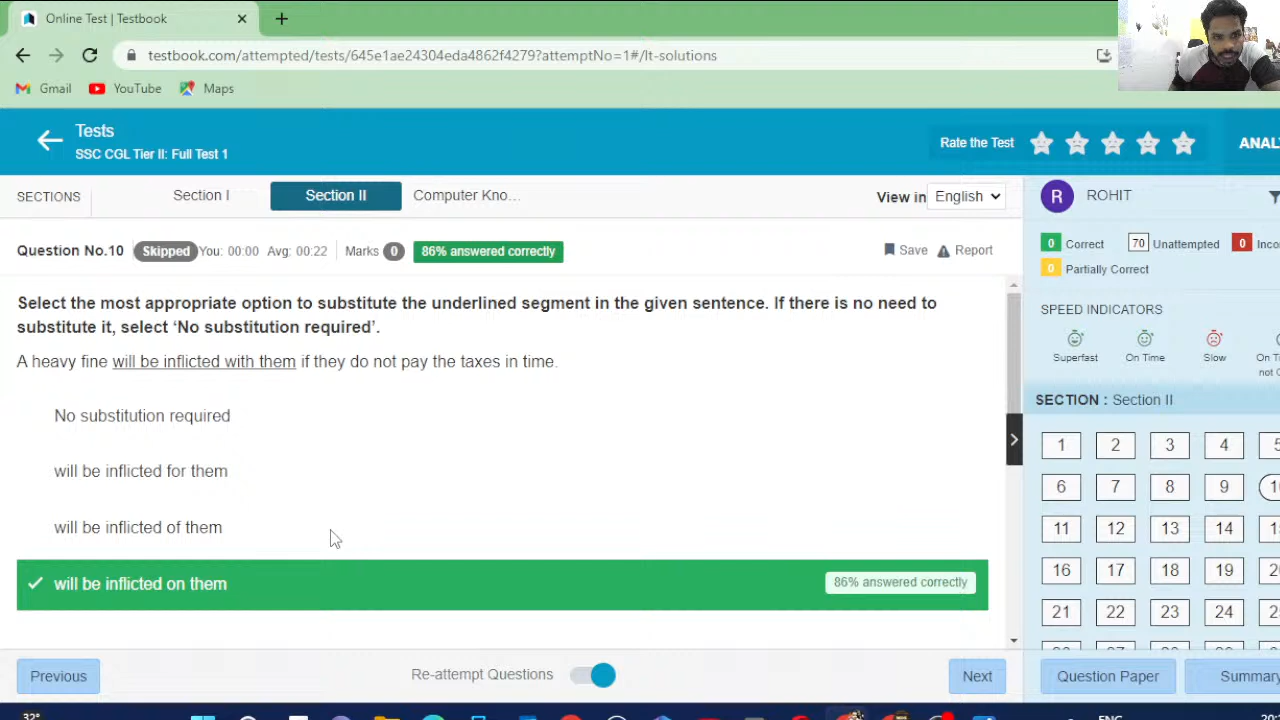 Online Test | Testbook
testbook.com/attempted/tests/645e1ae24304eda4862f4279?attemptNo=1#/lt-solutions
Gmail YouTube Maps
Tests
SSC CGL Tier II: Full Test 1
Rate the Test
SECTIONS Section I Section II Computer Kno... View in English
R ROHIT
Question No.10 Skipped You: 00:00 Avg: 00:22 Marks 0 86% answered correctly Save Report
0 Correct 70 Unattempted 0
0 Partially Correct
Select the most appropriate option to substitute the underlined segment in the given sentence. If there is no need to
substitute it, select ‘No substitution required’.
A heavy fine will be inflicted with them if they do not pay the taxes in time.
No substitution required
will be inflicted for them
will be inflicted of them
will be inflicted on them 86% answered correctly
SPEED INDICATORS
Superfast On Time Slow On
not
SECTION : Section II
1 2 3 4
6 7 8 9
11 12 13 14
16 17 18 19
21 22 23 24
Previous Re-attempt Questions Next Question Paper Summary
32° ENG